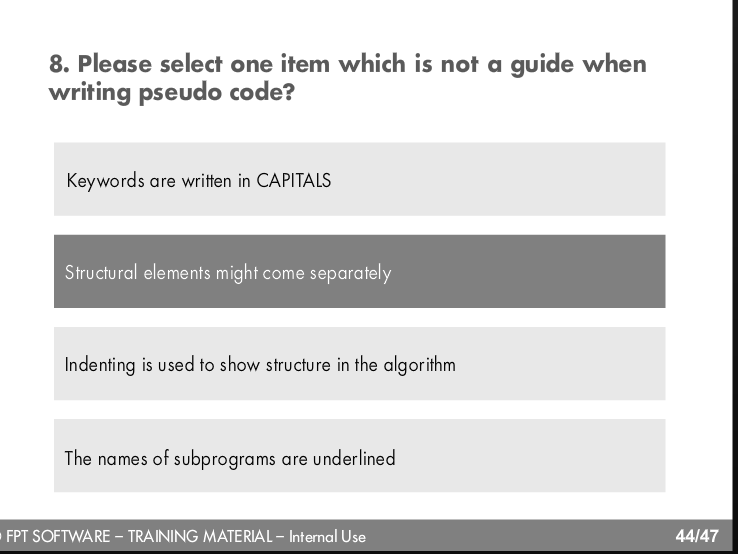 8. Please select one item which is not a guide when
writing pseudo code?
Keywords are written in CAPITALS
Structural elements might come separately
Indenting is used to show structure in the algorithm
The names of subprograms are underlined
FPT SOFTWARE – TRAINING MATERIAL – Internal Use
44/47